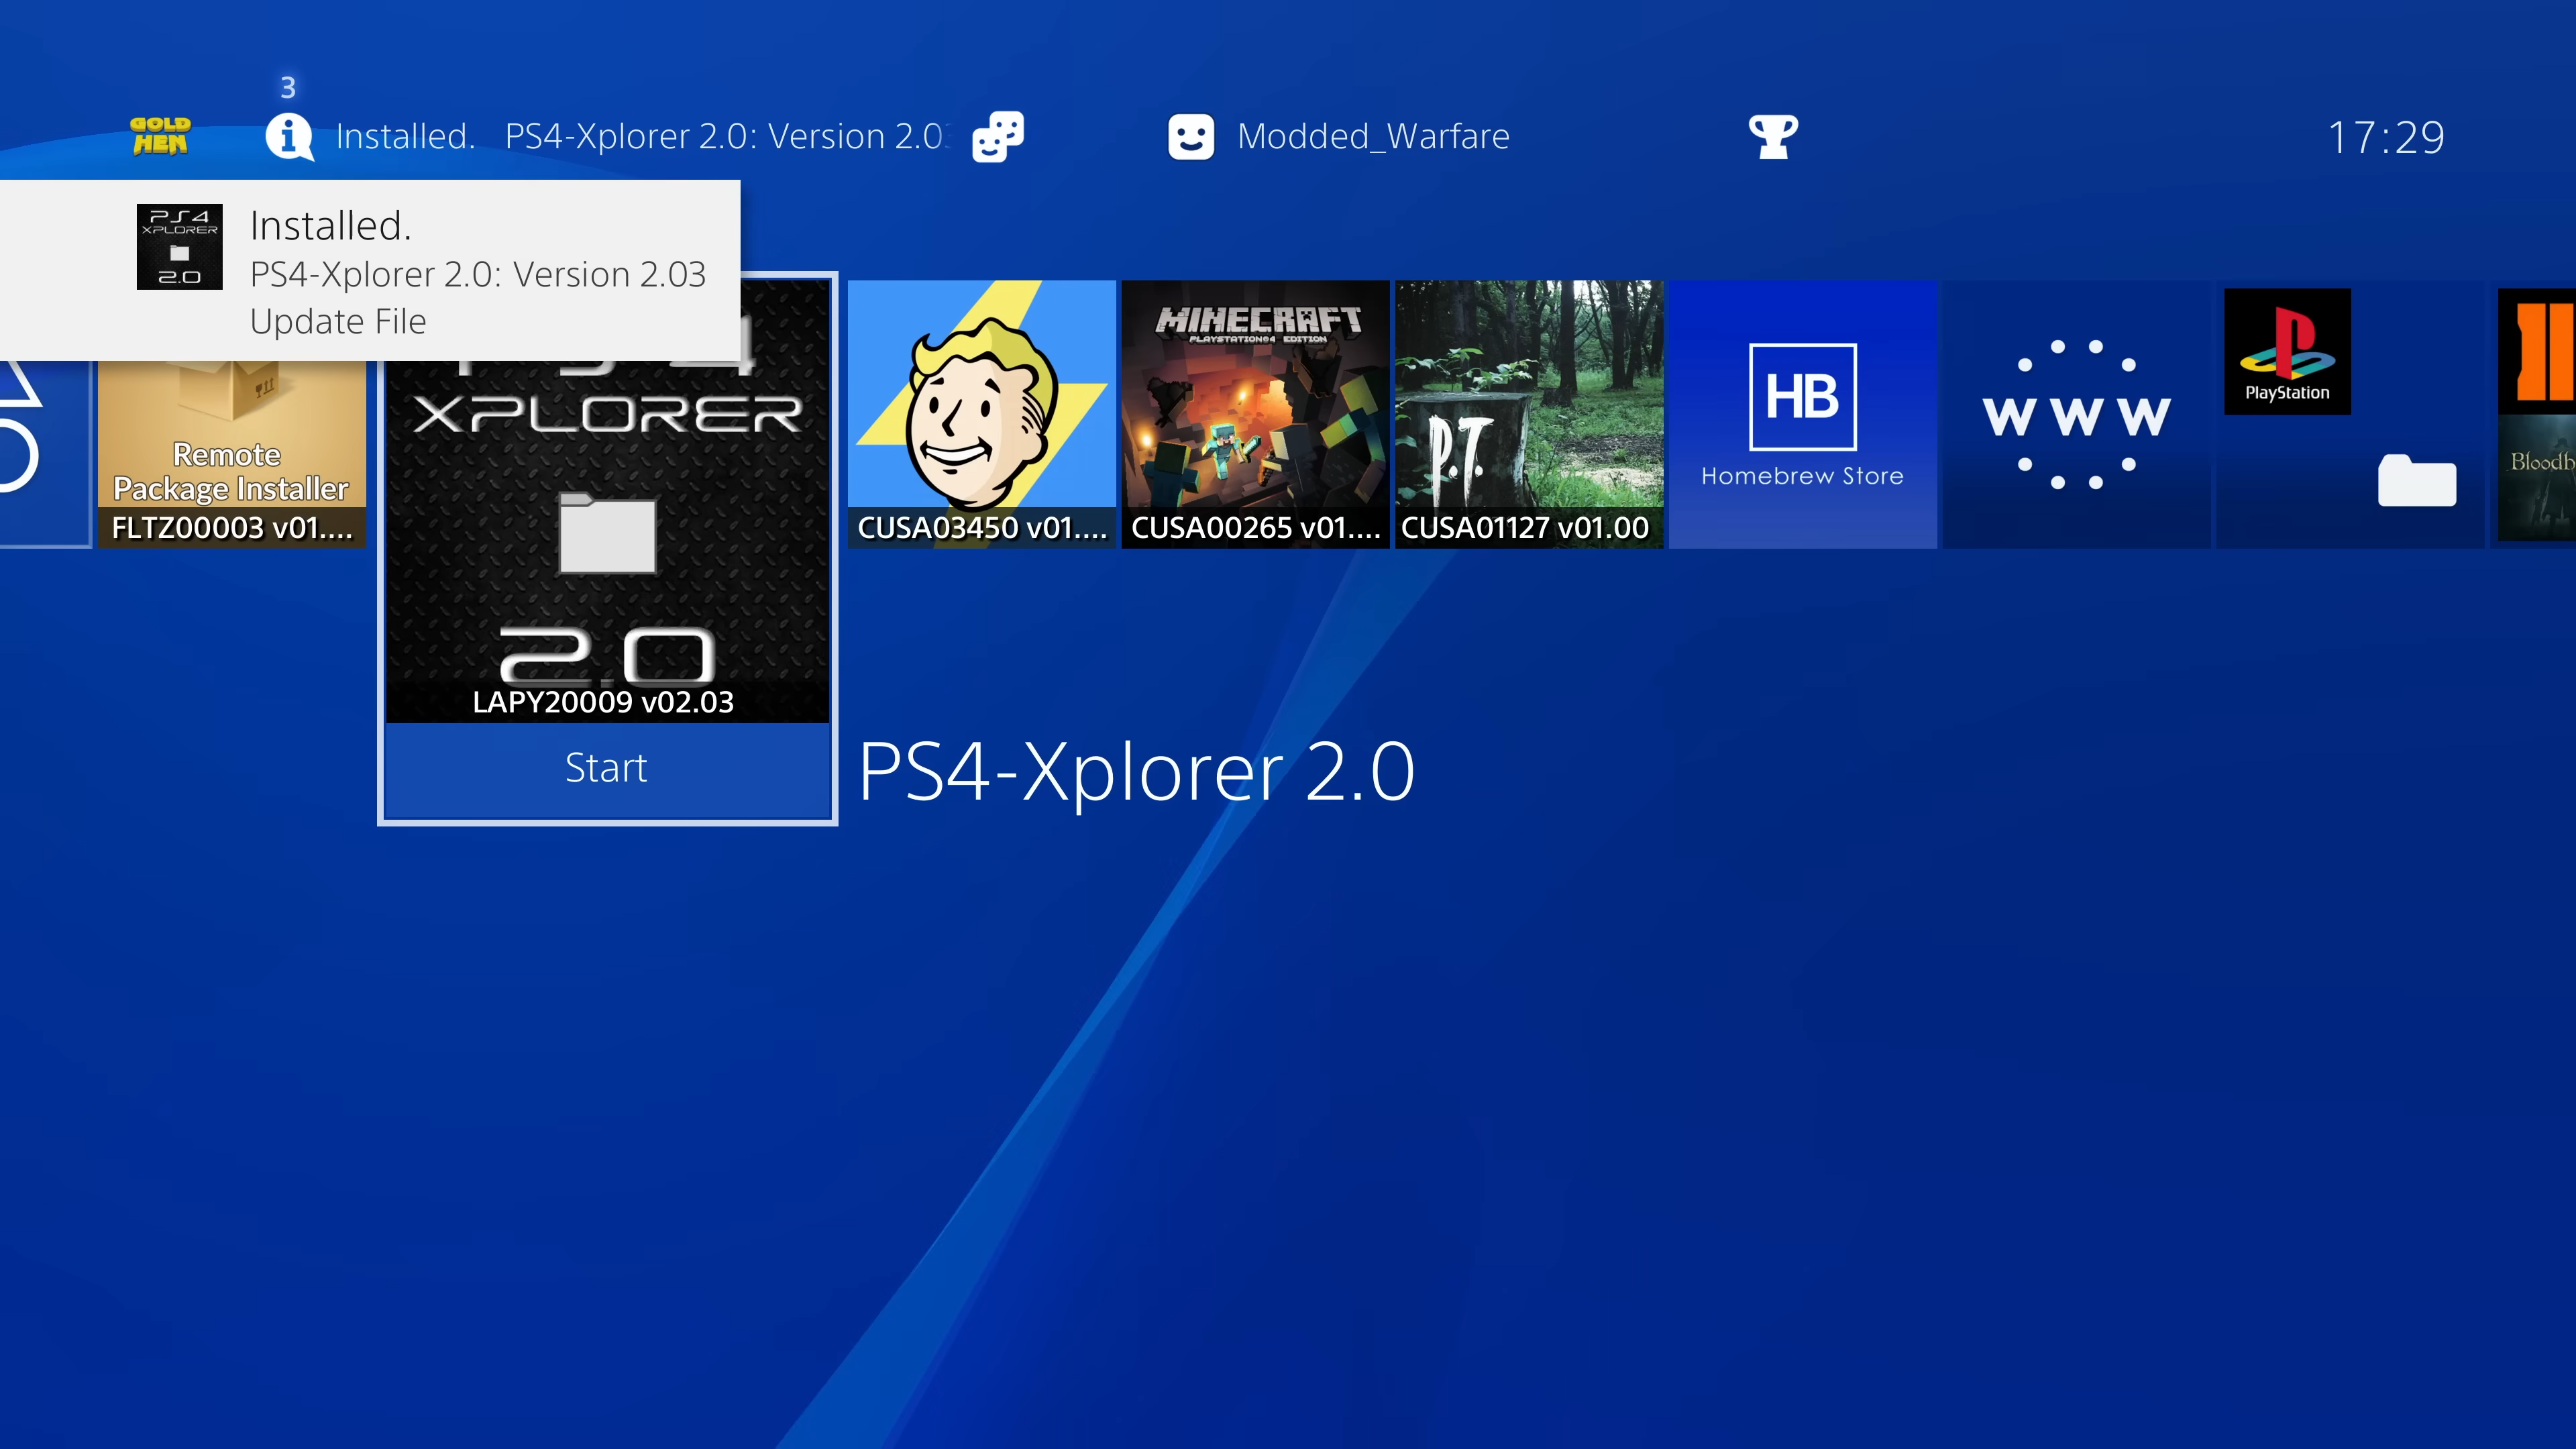 3
GOLD
HEN
Installed. PS4-Xplorer 2.0: Version 2.03
Modded_Warfare
17:29
PS4
XPLORER
2.0
Installed.
PS4-Xplorer 2.0: Version 2.03
Update File
Remote
Package Installer
FLTZ00003 v01....
PS4
XPLORER
2.0
LAPY20009 v02.03
Start
PS4-Xplorer 2.0
CUSA03450 v01....
MINECRAFT
PLAYSTATION®4 EDITION
CUSA00265 v01....
P.T.
CUSA01127 v01.00
HB
Homebrew Store
WWW
PlayStation